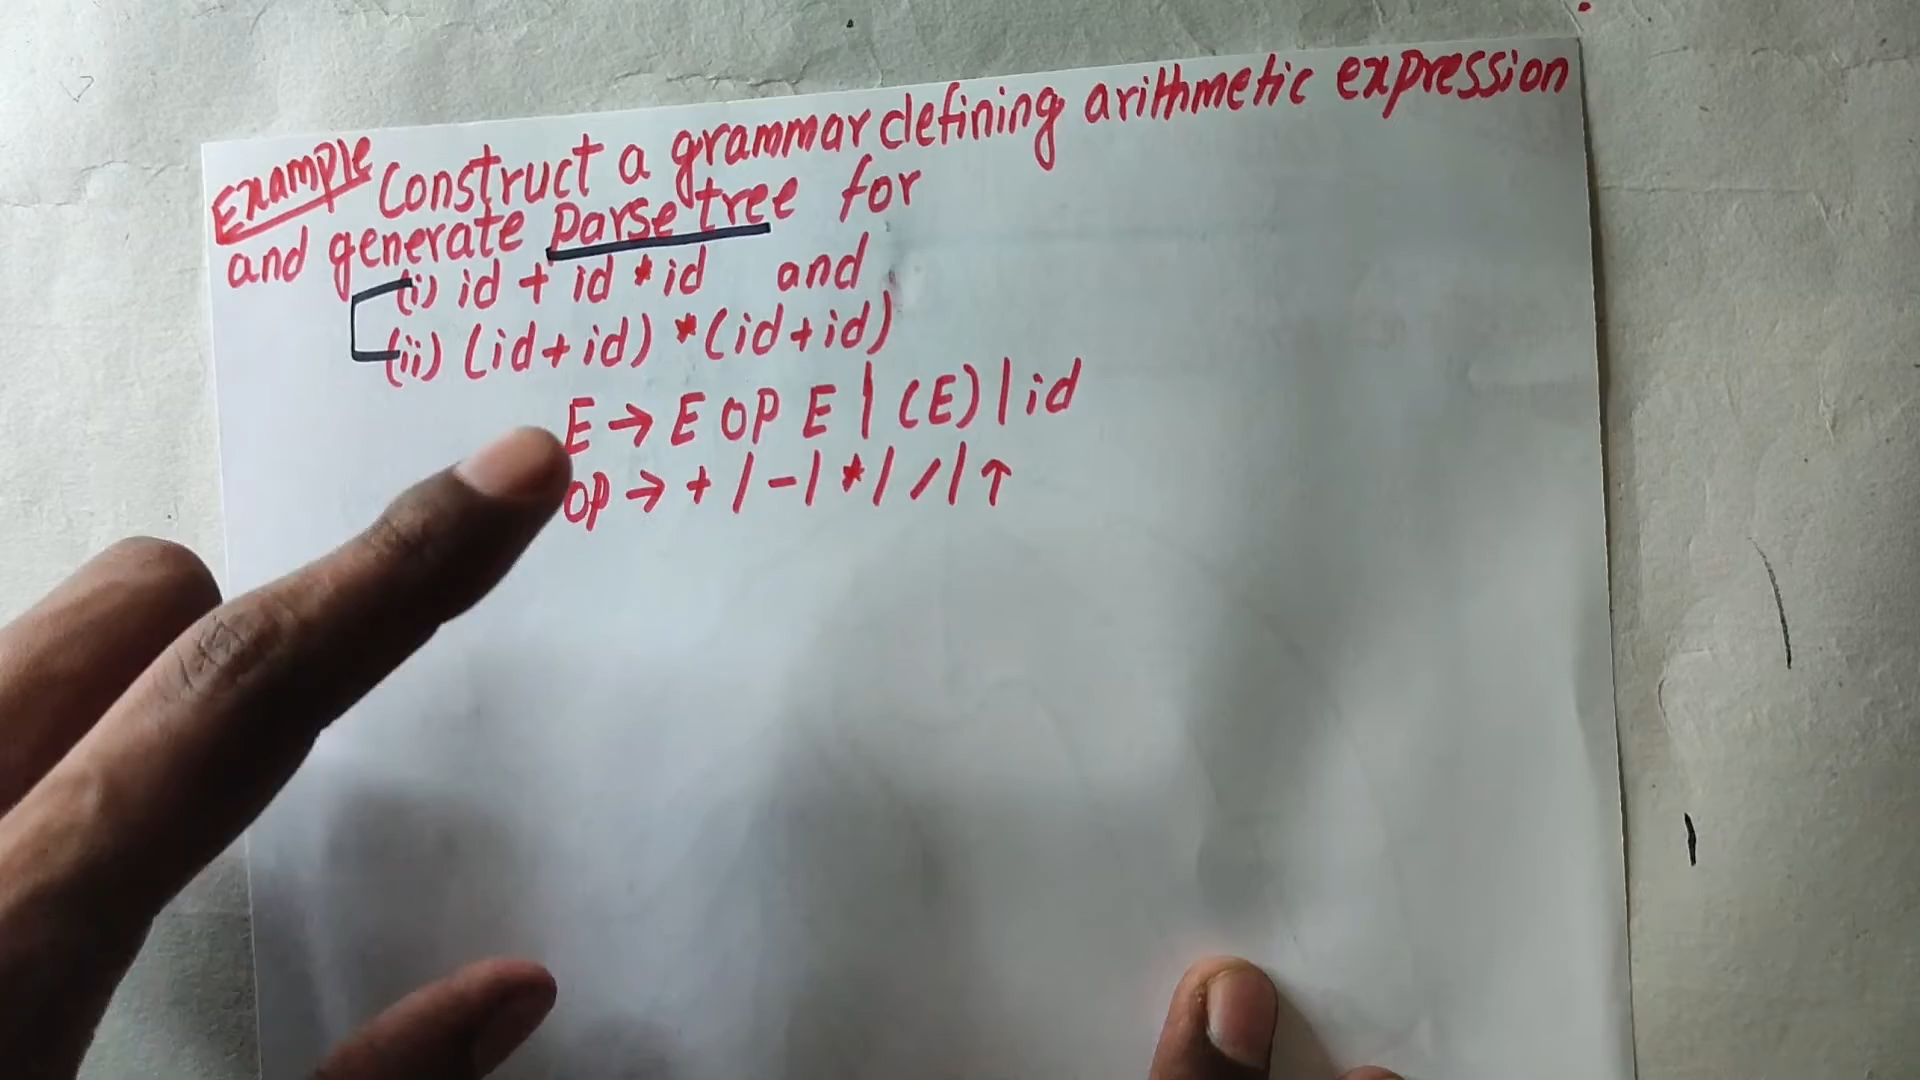 Example Construct a grammar defining arithmetic expression
and generate parse tree for
(i) id + id * id and
(ii) (id + id) * (id + id)
E → E OP E | (E) | id
OP → + | - | * | / | ↑